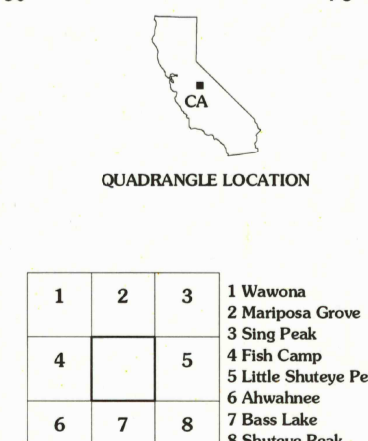 CA
QUADRANGLE LOCATION
1 2 3
4 5
6 7 8
1 Wawona
2 Mariposa Grove
3 Sing Peak
4 Fish Camp
5 Little Shuteye Pe
6 Ahwahnee
7 Bass Lake
8 Shuteye Peak